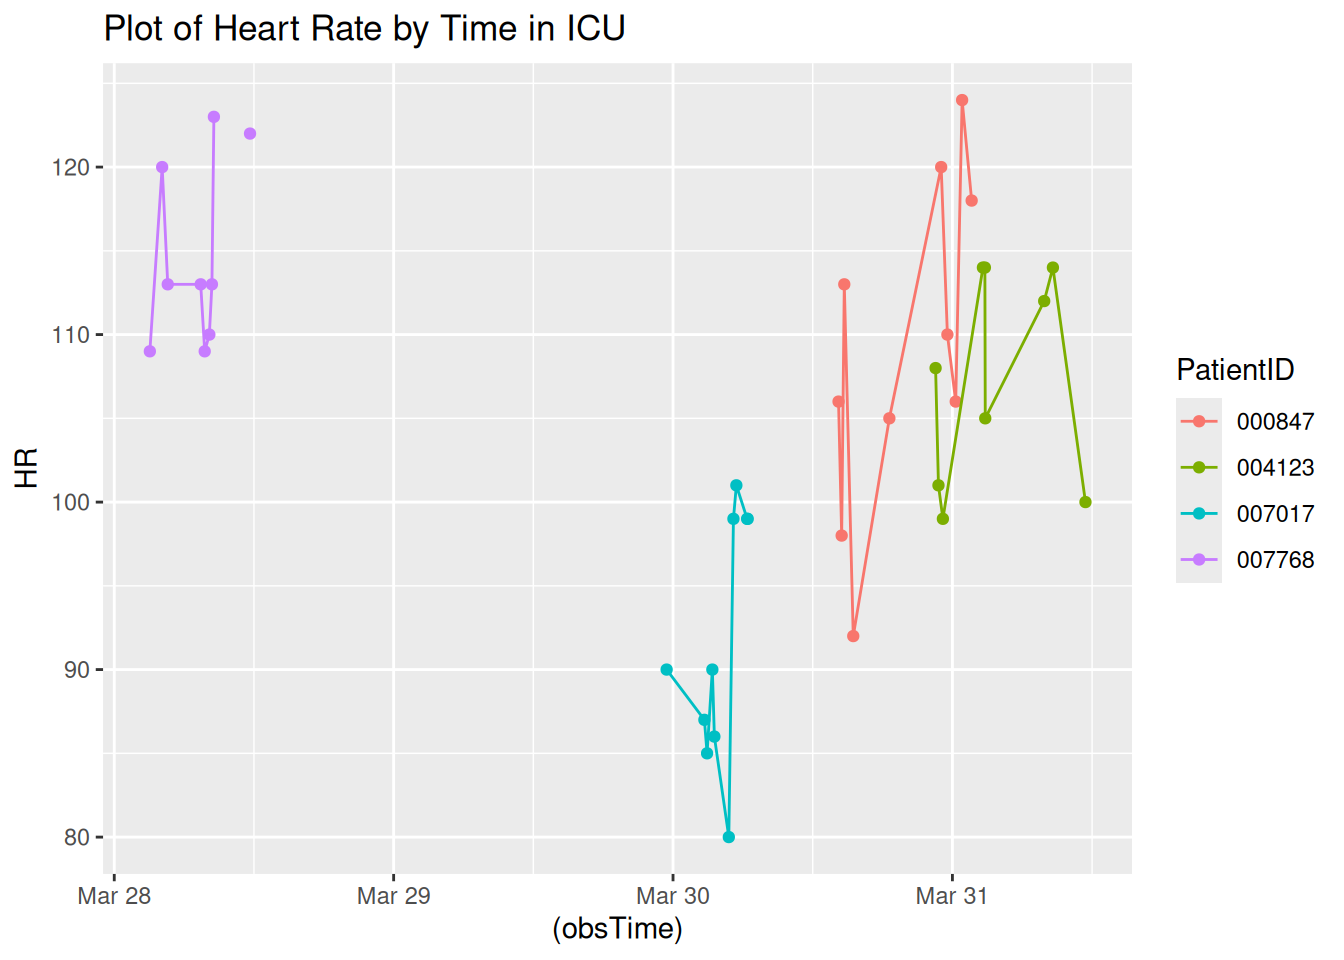 Plot of Heart Rate by Time in ICU
120
110
100
90
80
HR
Mar 28
Mar 29
Mar 30
Mar 31
(obsTime)
PatientID
000847
004123
007017
007768